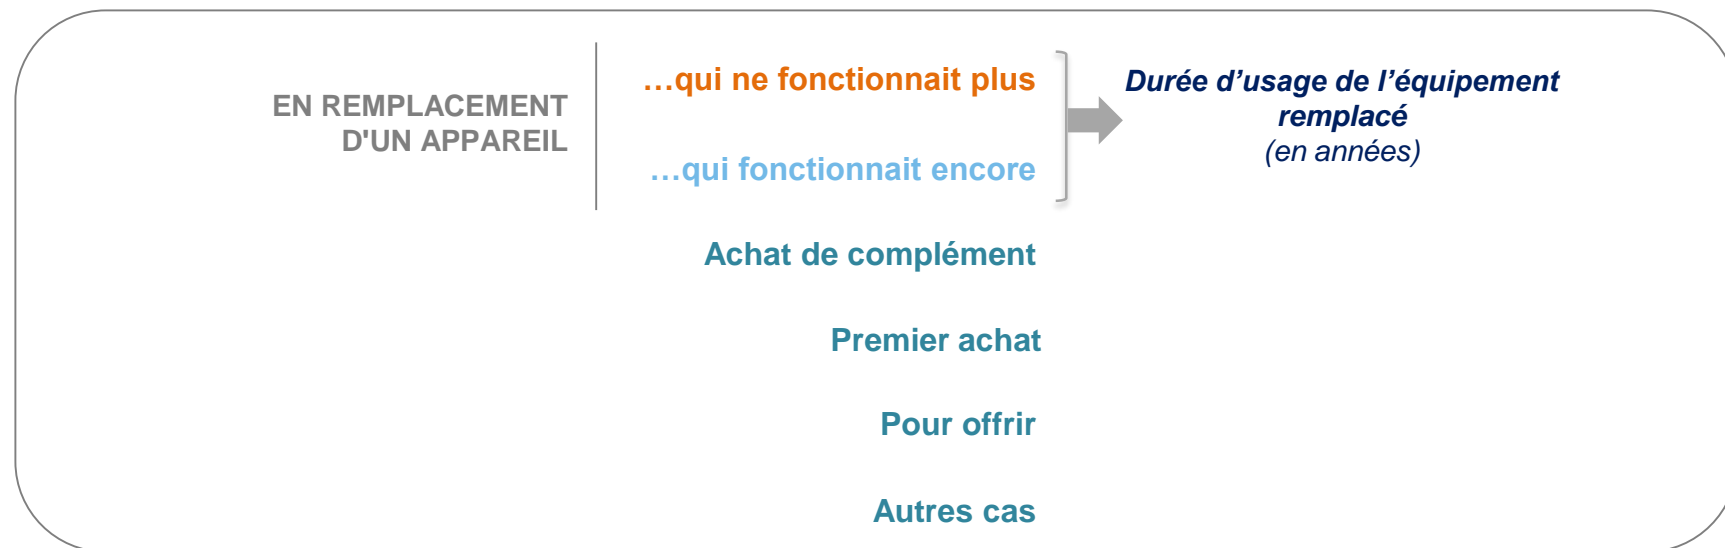 EN REMPLACEMENT
D'UN APPAREIL
…qui ne fonctionnait plus
…qui fonctionnait encore
Durée d’usage de l’équipement
remplacé
(en années)
Achat de complément
Premier achat
Pour offrir
Autres cas